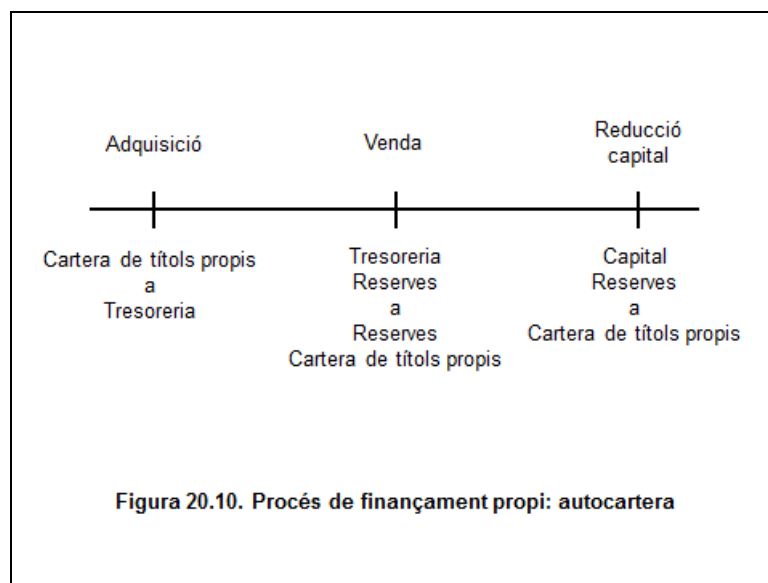 Adquisició
Venda
Reducció
capital
Cartera de títols propis
a
Tresoreria
Tresoreria
Reserves
a
Reserves
Cartera de títols propis
Capital
Reserves
a
Cartera de títols propis
Figura 20.10. Procés de finançament propi: autocartera